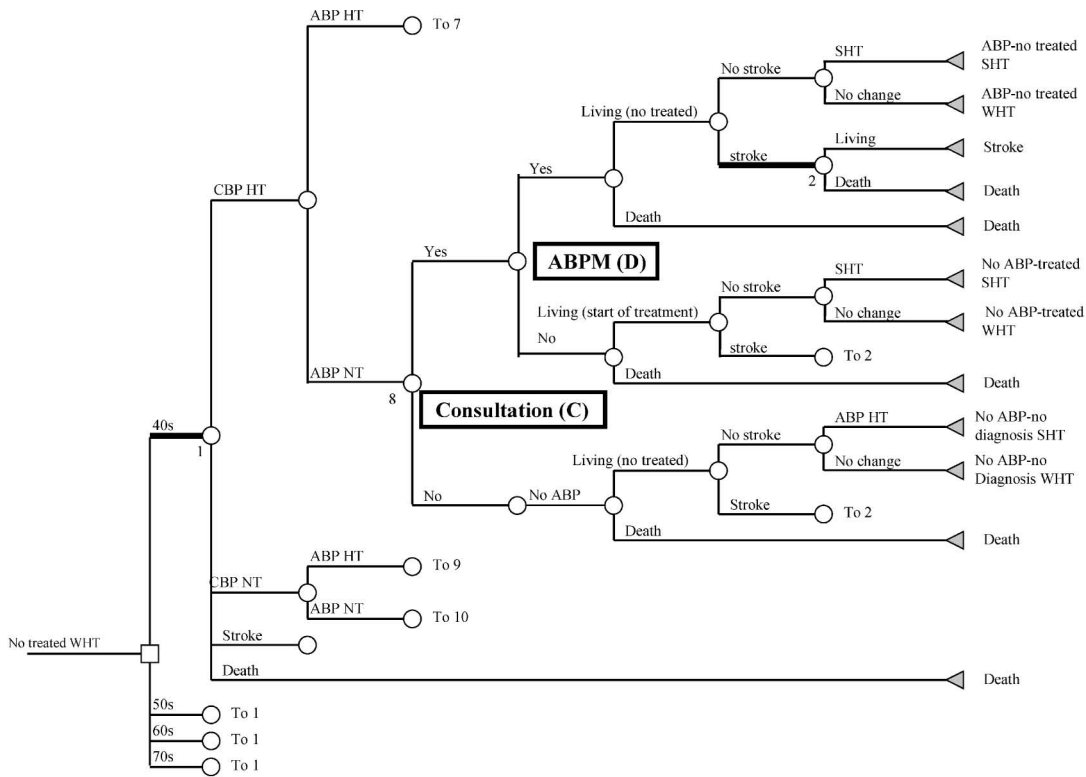 ABP HT
To 7
SHT
ABP-no treated
SHT
No stroke
No change
ABP-no treated
WHT
Living (no treated)
stroke
2
Living
Stroke
Death
Death
Yes
Death
Death
CBP HT
Yes
ABPM (D)
SHT
No ABP-treated
SHT
No stroke
No change
No ABP-treated
WHT
Living (start of treatment)
No
stroke
To 2
Death
Death
ABP NT
8
Consultation (C)
ABP HT
No ABP-no
diagnosis SHT
No stroke
No change
No ABP-no
Diagnosis WHT
40s
1
Living (no treated)
No
No ABP
Stroke
To 2
Death
Death
ABP HT
To 9
CBP NT
ABP NT
To 10
No treated WHT
Stroke
Death
Death
50s
To 1
60s
To 1
70s
To 1